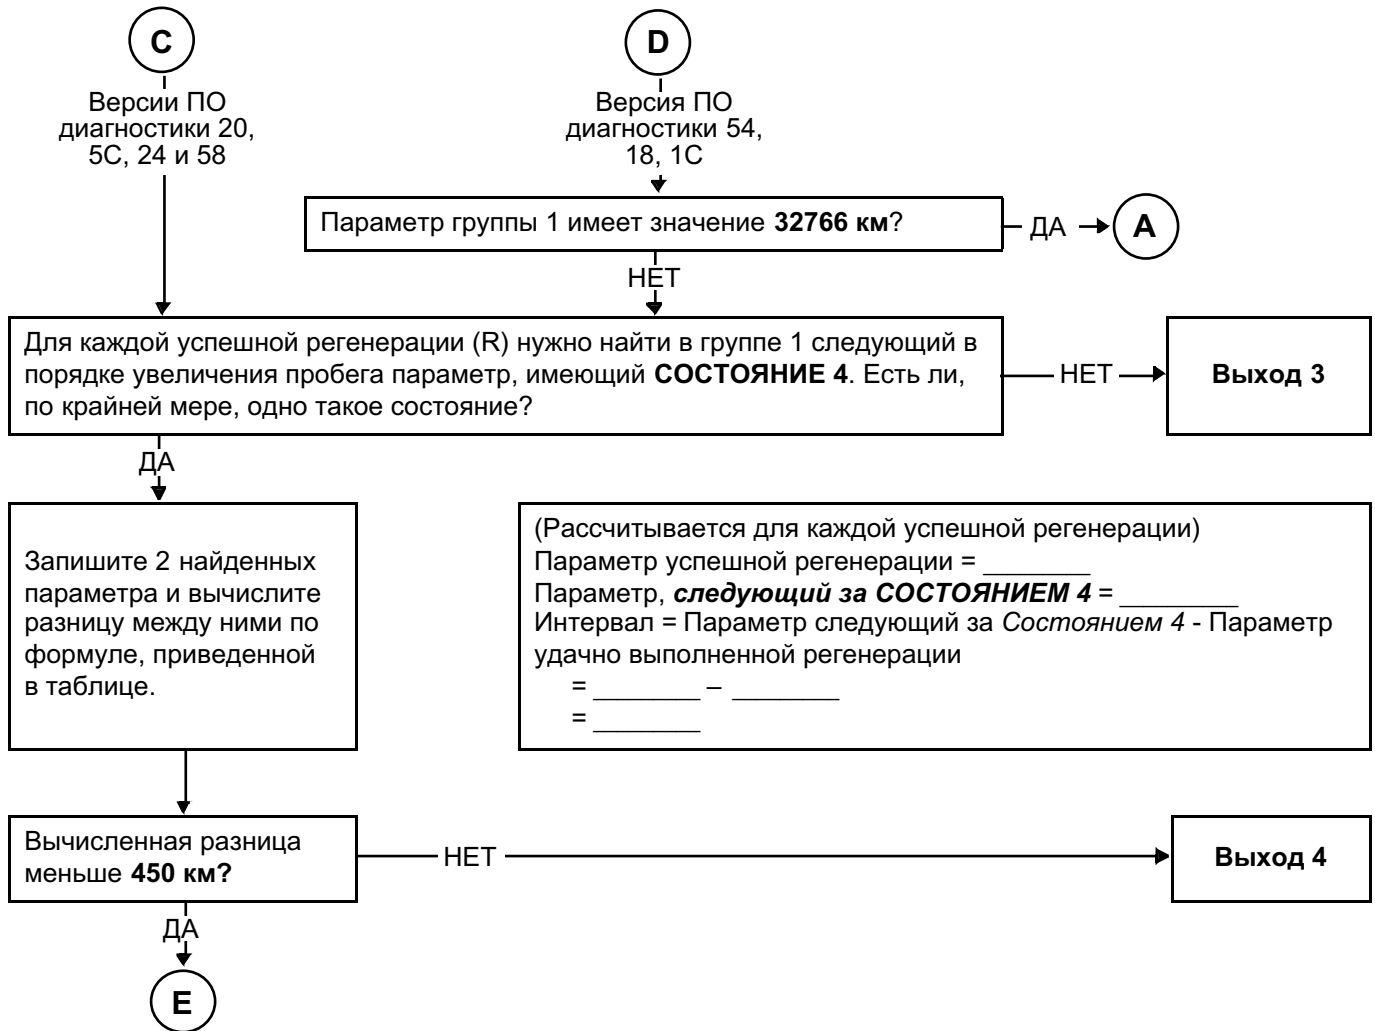 C
D
Версии ПО
диагностики 20,
5C, 24 и 58
Версия ПО
диагностики 54,
18, 1C
Параметр группы 1 имеет значение 32766 км?
ДА
A
НЕТ
Для каждой успешной регенерации (R) нужно найти в группе 1 следующий в
порядке увеличения пробега параметр, имеющий СОСТОЯНИЕ 4. Есть ли,
по крайней мере, одно такое состояние?
НЕТ
Выход 3
ДА
Запишите 2 найденных
параметра и вычислите
разницу между ними по
формуле, приведенной
в таблице.
(Рассчитывается для каждой успешной регенерации)
Параметр успешной регенерации = _______
Параметр, следующий за СОСТОЯНИЕМ 4 = ________
Интервал = Параметр следующий за Состоянием 4 - Параметр
удачно выполненной регенерации
= _______ – _______
= _______
Вычисленная разница
меньше 450 км?
НЕТ
Выход 4
ДА
E